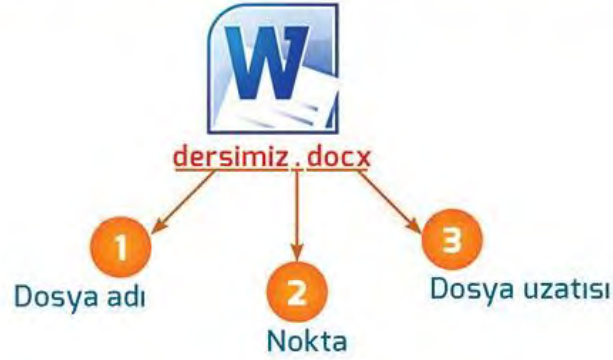 W
dersimiz.docx
1
Dosya adı
2
Nokta
3
Dosya uzatısı